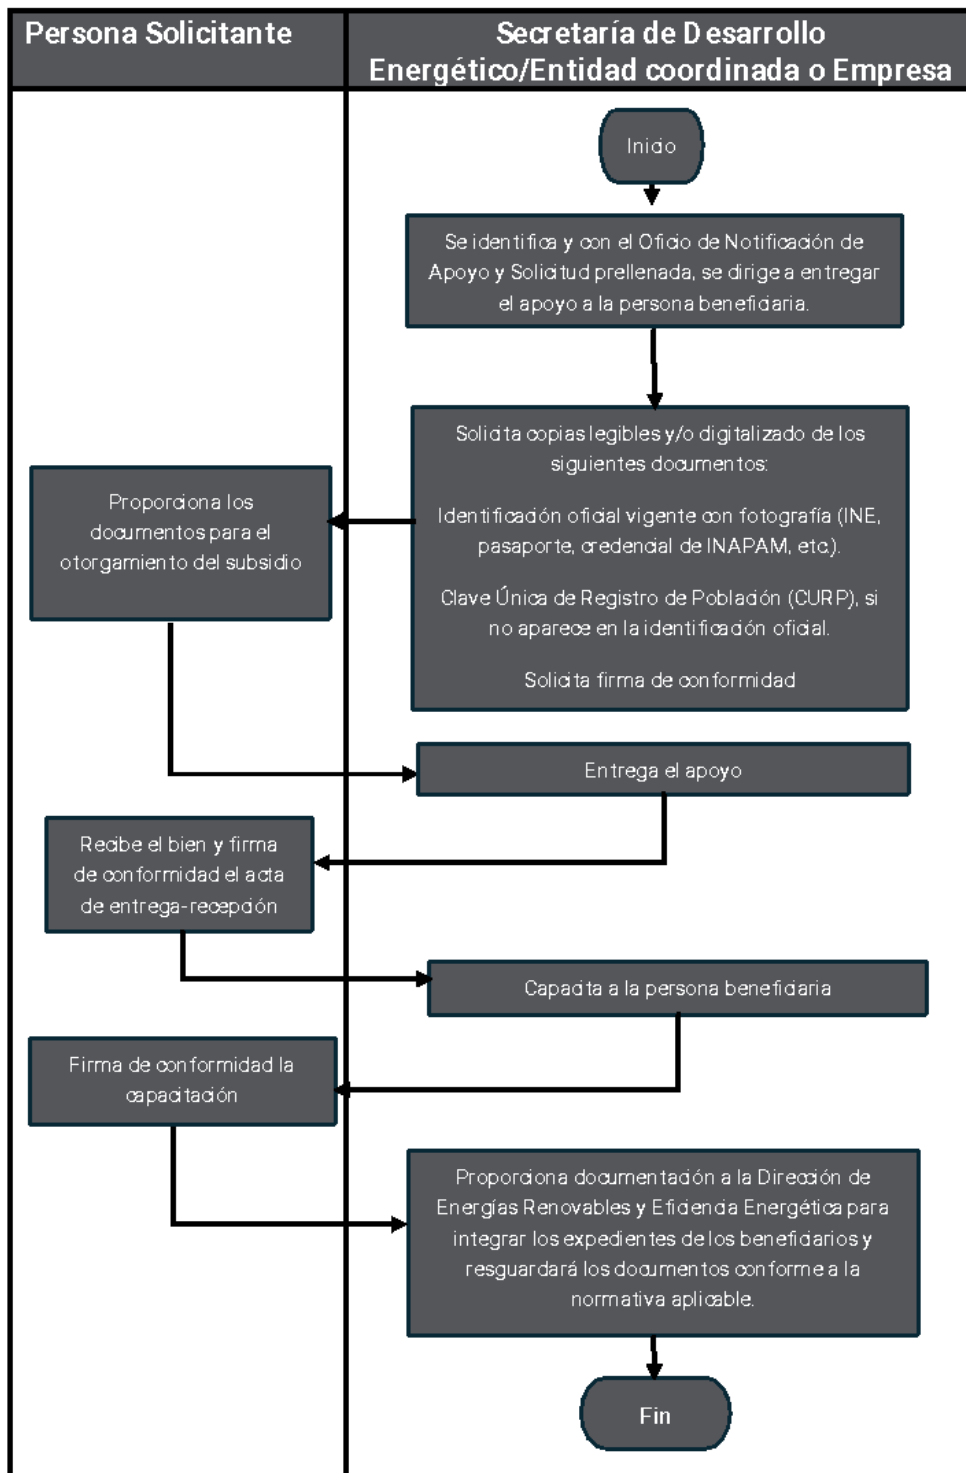 Persona Solicitante
Secretaría de Desarrollo
Energético/Entidad coordinada o Empresa
Inicio
Se identifica y con el Oficio de Notificación de
Apoyo y Solicitud prellenada, se dirige a entregar
el apoyo a la persona beneficiaria.
Solicita copias legibles y/o digitalizado de los
siguientes documentos:
Identificación oficial vigente con fotografía (INE,
pasaporte, credencial de INAPAM, etc.).
Clave Única de Registro de Población (CURP), si
no aparece en la identificación oficial.
Solicita firma de conformidad
Proporciona los
documentos para el
otorgamiento del subsidio
Entrega el apoyo
Recibe el bien y firma
de conformidad el acta
de entrega-recepción
Capacita a la persona beneficiaria
Firma de conformidad la
capacitación
Proporciona documentación a la Dirección de
Energías Renovables y Eficiencia Energética para
integrar los expedientes de los beneficiarios y
resguardará los documentos conforme a la
normativa aplicable.
Fin